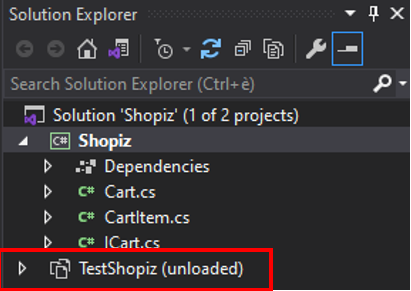 Solution Explorer
Search Solution Explorer (Ctrl+è)
Solution 'Shopiz' (1 of 2 projects)
C# Shopiz
Dependencies
C# Cart.cs
C# CartItem.cs
C# ICart.cs
TestShopiz (unloaded)